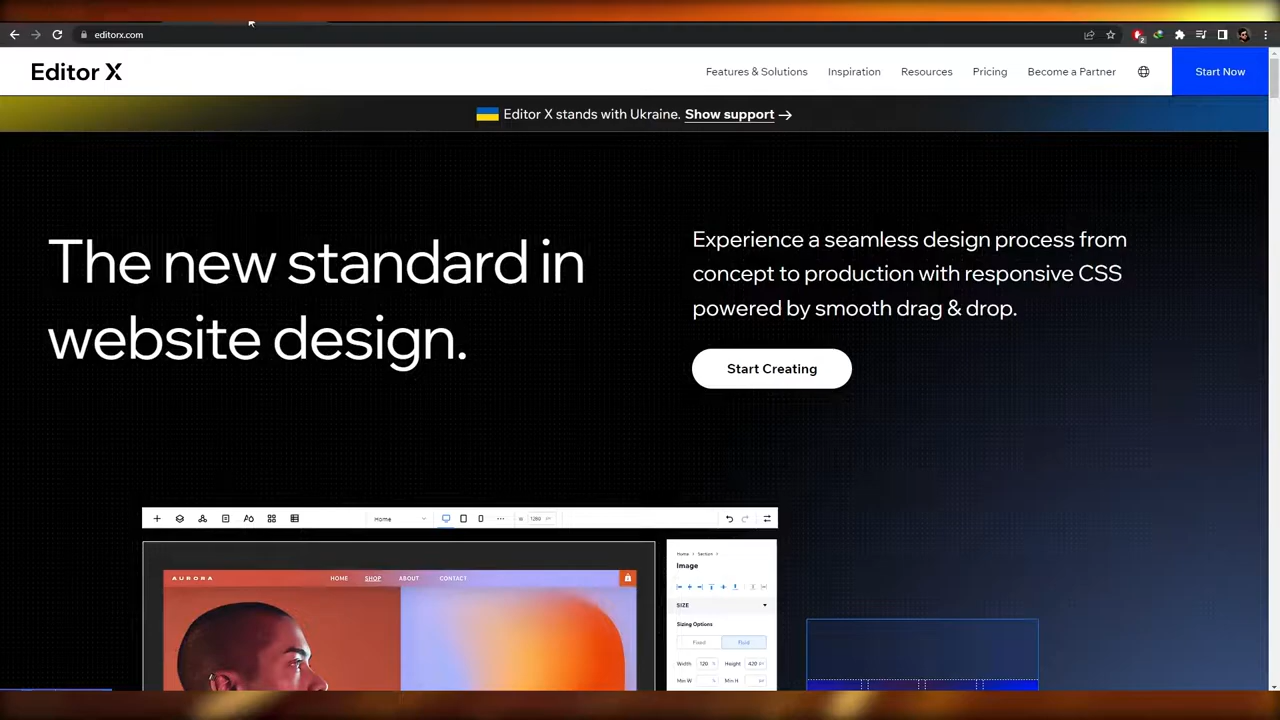 editorx.com
2
Editor X
Features & Solutions
Inspiration
Resources
Pricing
Become a Partner
Start Now
Editor X stands with Ukraine. Show support →
The new standard in
website design.
Experience a seamless design process from
concept to production with responsive CSS
powered by smooth drag & drop.
Start Creating
Home
1280
AURORA
HOME
SHOP
ABOUT
CONTACT
Home > Section >
Image
SIZE
Sizing Options
Fixed
Fluid
Width 120
Height 420
Min W
Min H